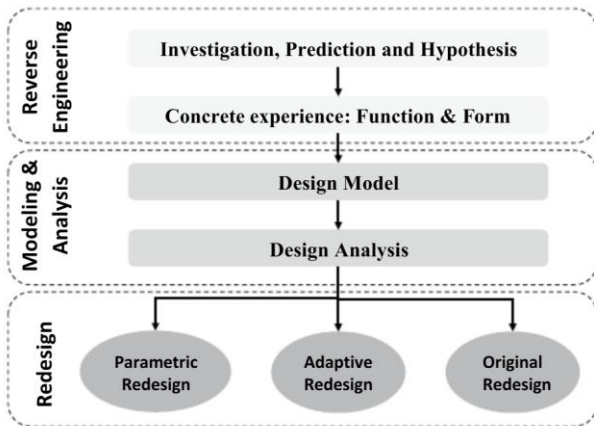 Reverse
Engineering
Investigation, Prediction and Hypothesis
Concrete experience: Function & Form
Modeling &
Analysis
Design Model
Design Analysis
Redesign
Parametric
Redesign
Adaptive
Redesign
Original
Redesign